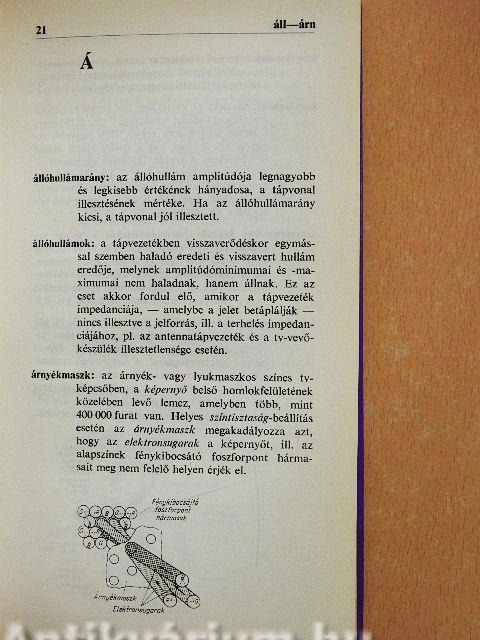 21
áll—árn
Á
állóhullámarány: az állóhullám amplitúdója legnagyobb
és legkisebb értékének hányadosa, a tápvonal
illesztésének mértéke. Ha az állóhullámarány
kicsi, a tápvonal jól illesztett.
állóhullámok: a tápvezetékben visszaverődéskor egymás-
sal szemben haladó eredeti és visszavert hullám
eredője, melynek amplitúdóminimumai és -ma-
ximumai nem haladnak, hanem állnak. Ez az
eset akkor fordul elő, amikor a tápvezeték
impedanciája, — amelybe a jelet betáplálják —
nincs illesztve a jelforrás, ill. a terhelés impedan-
ciájához, pl. az antennatápvezeték és a tv-vevő-
készülék illesztetlensége esetén.
árnyékmaszk: az árnyék- vagy lyukmaszkos színes tv-
képcsőben, a képernyő belső homlokfelületének
közelében levő lemez, amelyben több, mint
400 000 furat van. Helyes színtisztaság-beállítás
esetén az árnyékmaszk megakadályozza azt,
hogy az elektronsugarak a képernyőt, ill. az
alapszínek fénykibocsátó foszforpont hárma-
sait meg nem felelő helyen érjék el.
Fénykibocsájtó
foszforpont
hármasok
Árnyékmaszk
Elektronsugarak
Antikvárium.hu